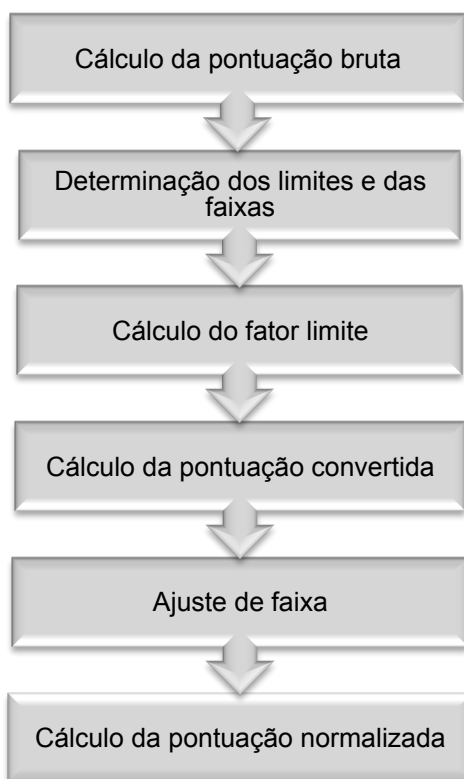 Cálculo da pontuação bruta
Determinação dos limites e das
faixas
Cálculo do fator limite
Cálculo da pontuação convertida
Ajuste de faixa
Cálculo da pontuação normalizada